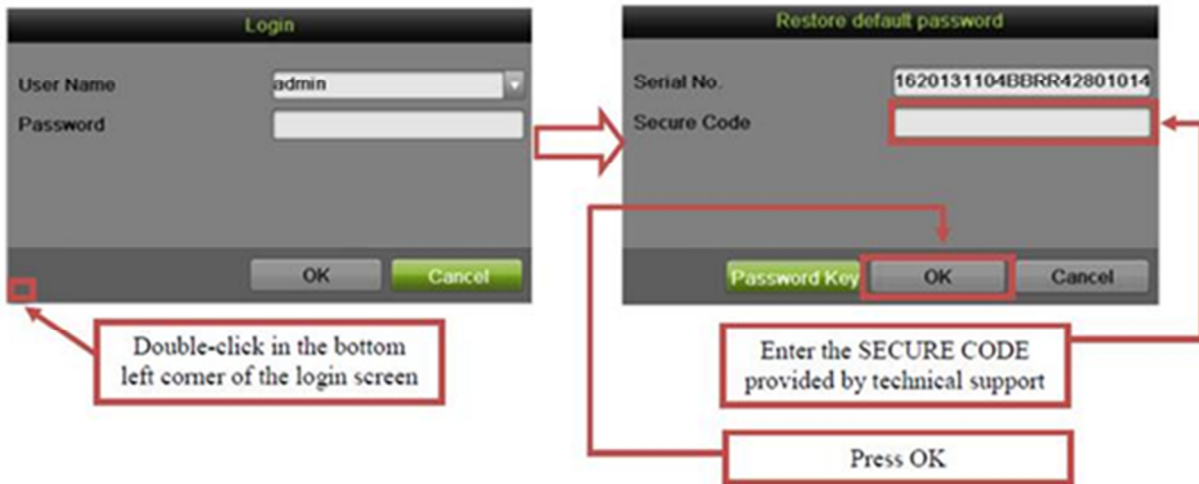 Login
User Name
admin
Password
OK
Cancel
Double-click in the bottom
left corner of the login screen
Restore default password
Serial No.
1620131104BBRR42801014
Secure Code
Password Key
OK
Cancel
Enter the SECURE CODE
provided by technical support
Press OK